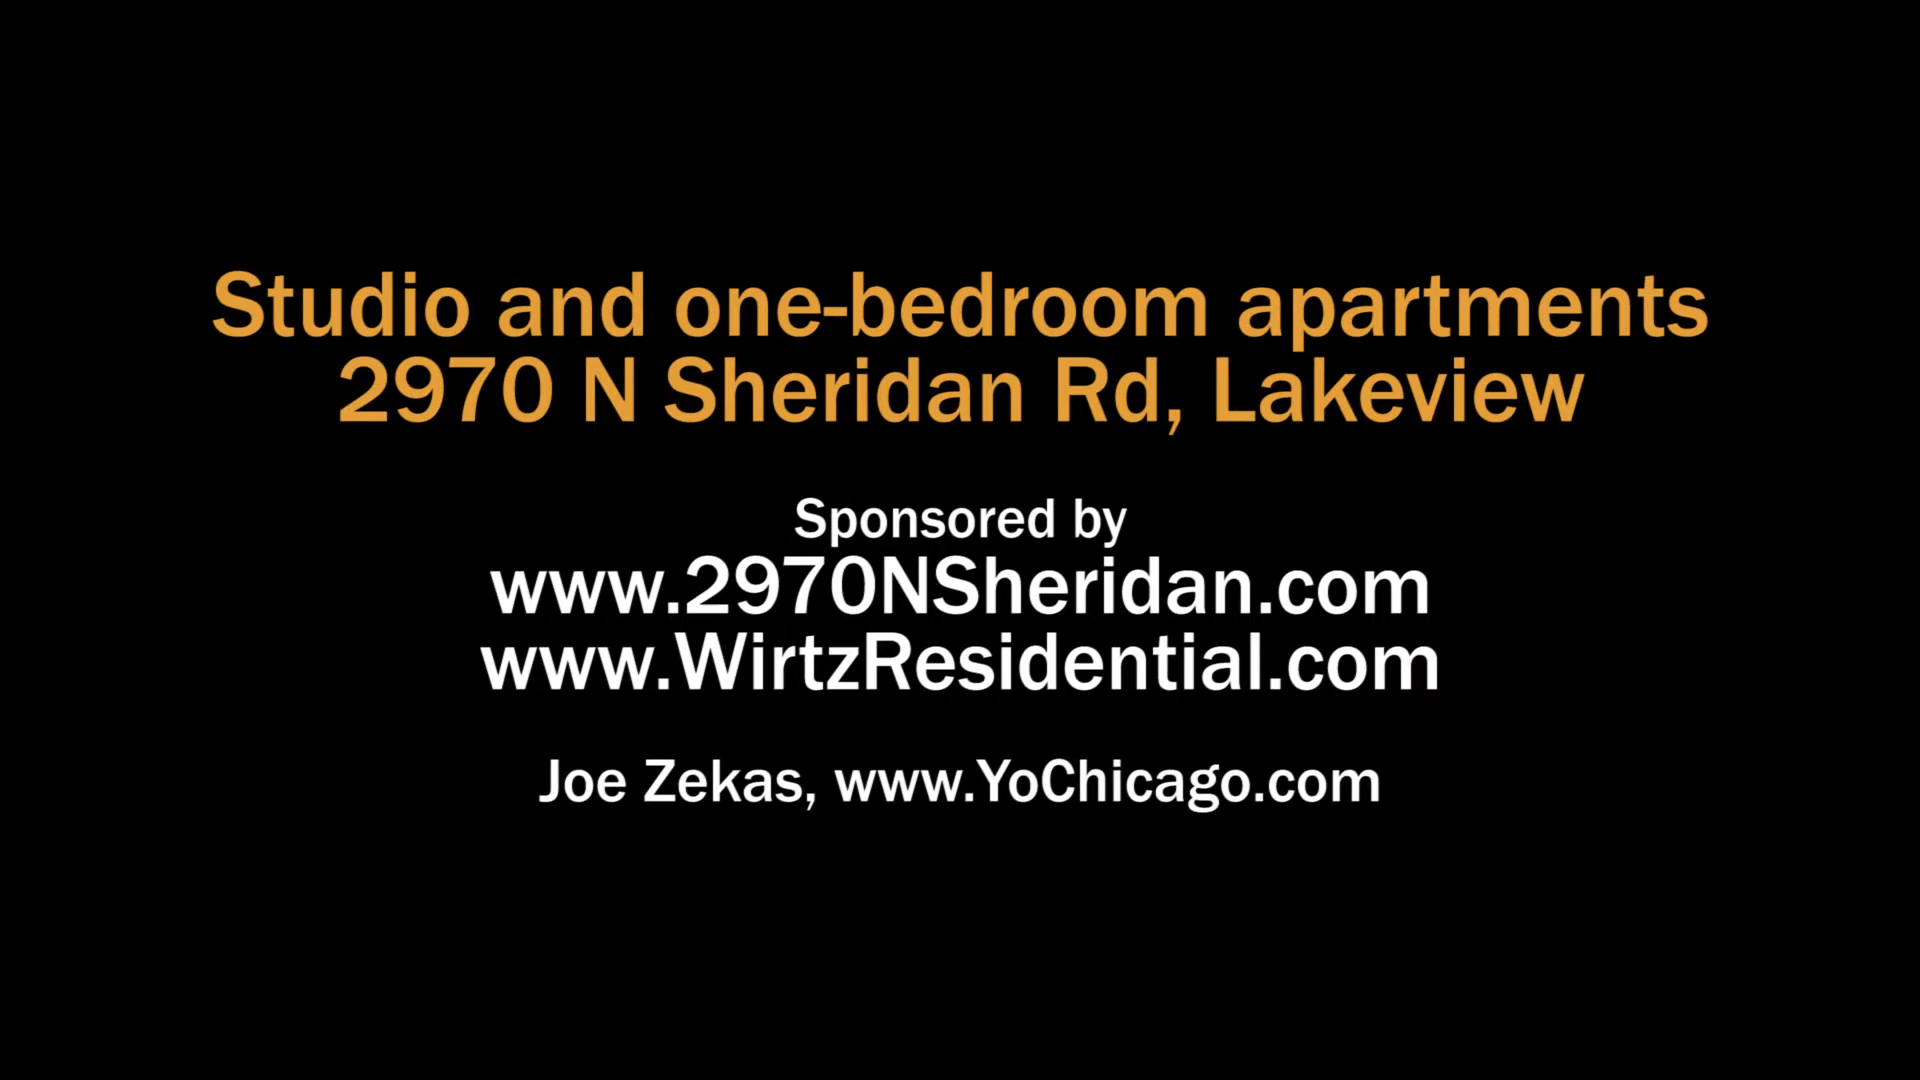 Studio and one-bedroom apartments
2970 N Sheridan Rd, Lakeview
Sponsored by
www.2970NSheridan.com
www.WirtzResidential.com
Joe Zekas, www.YoChicago.com